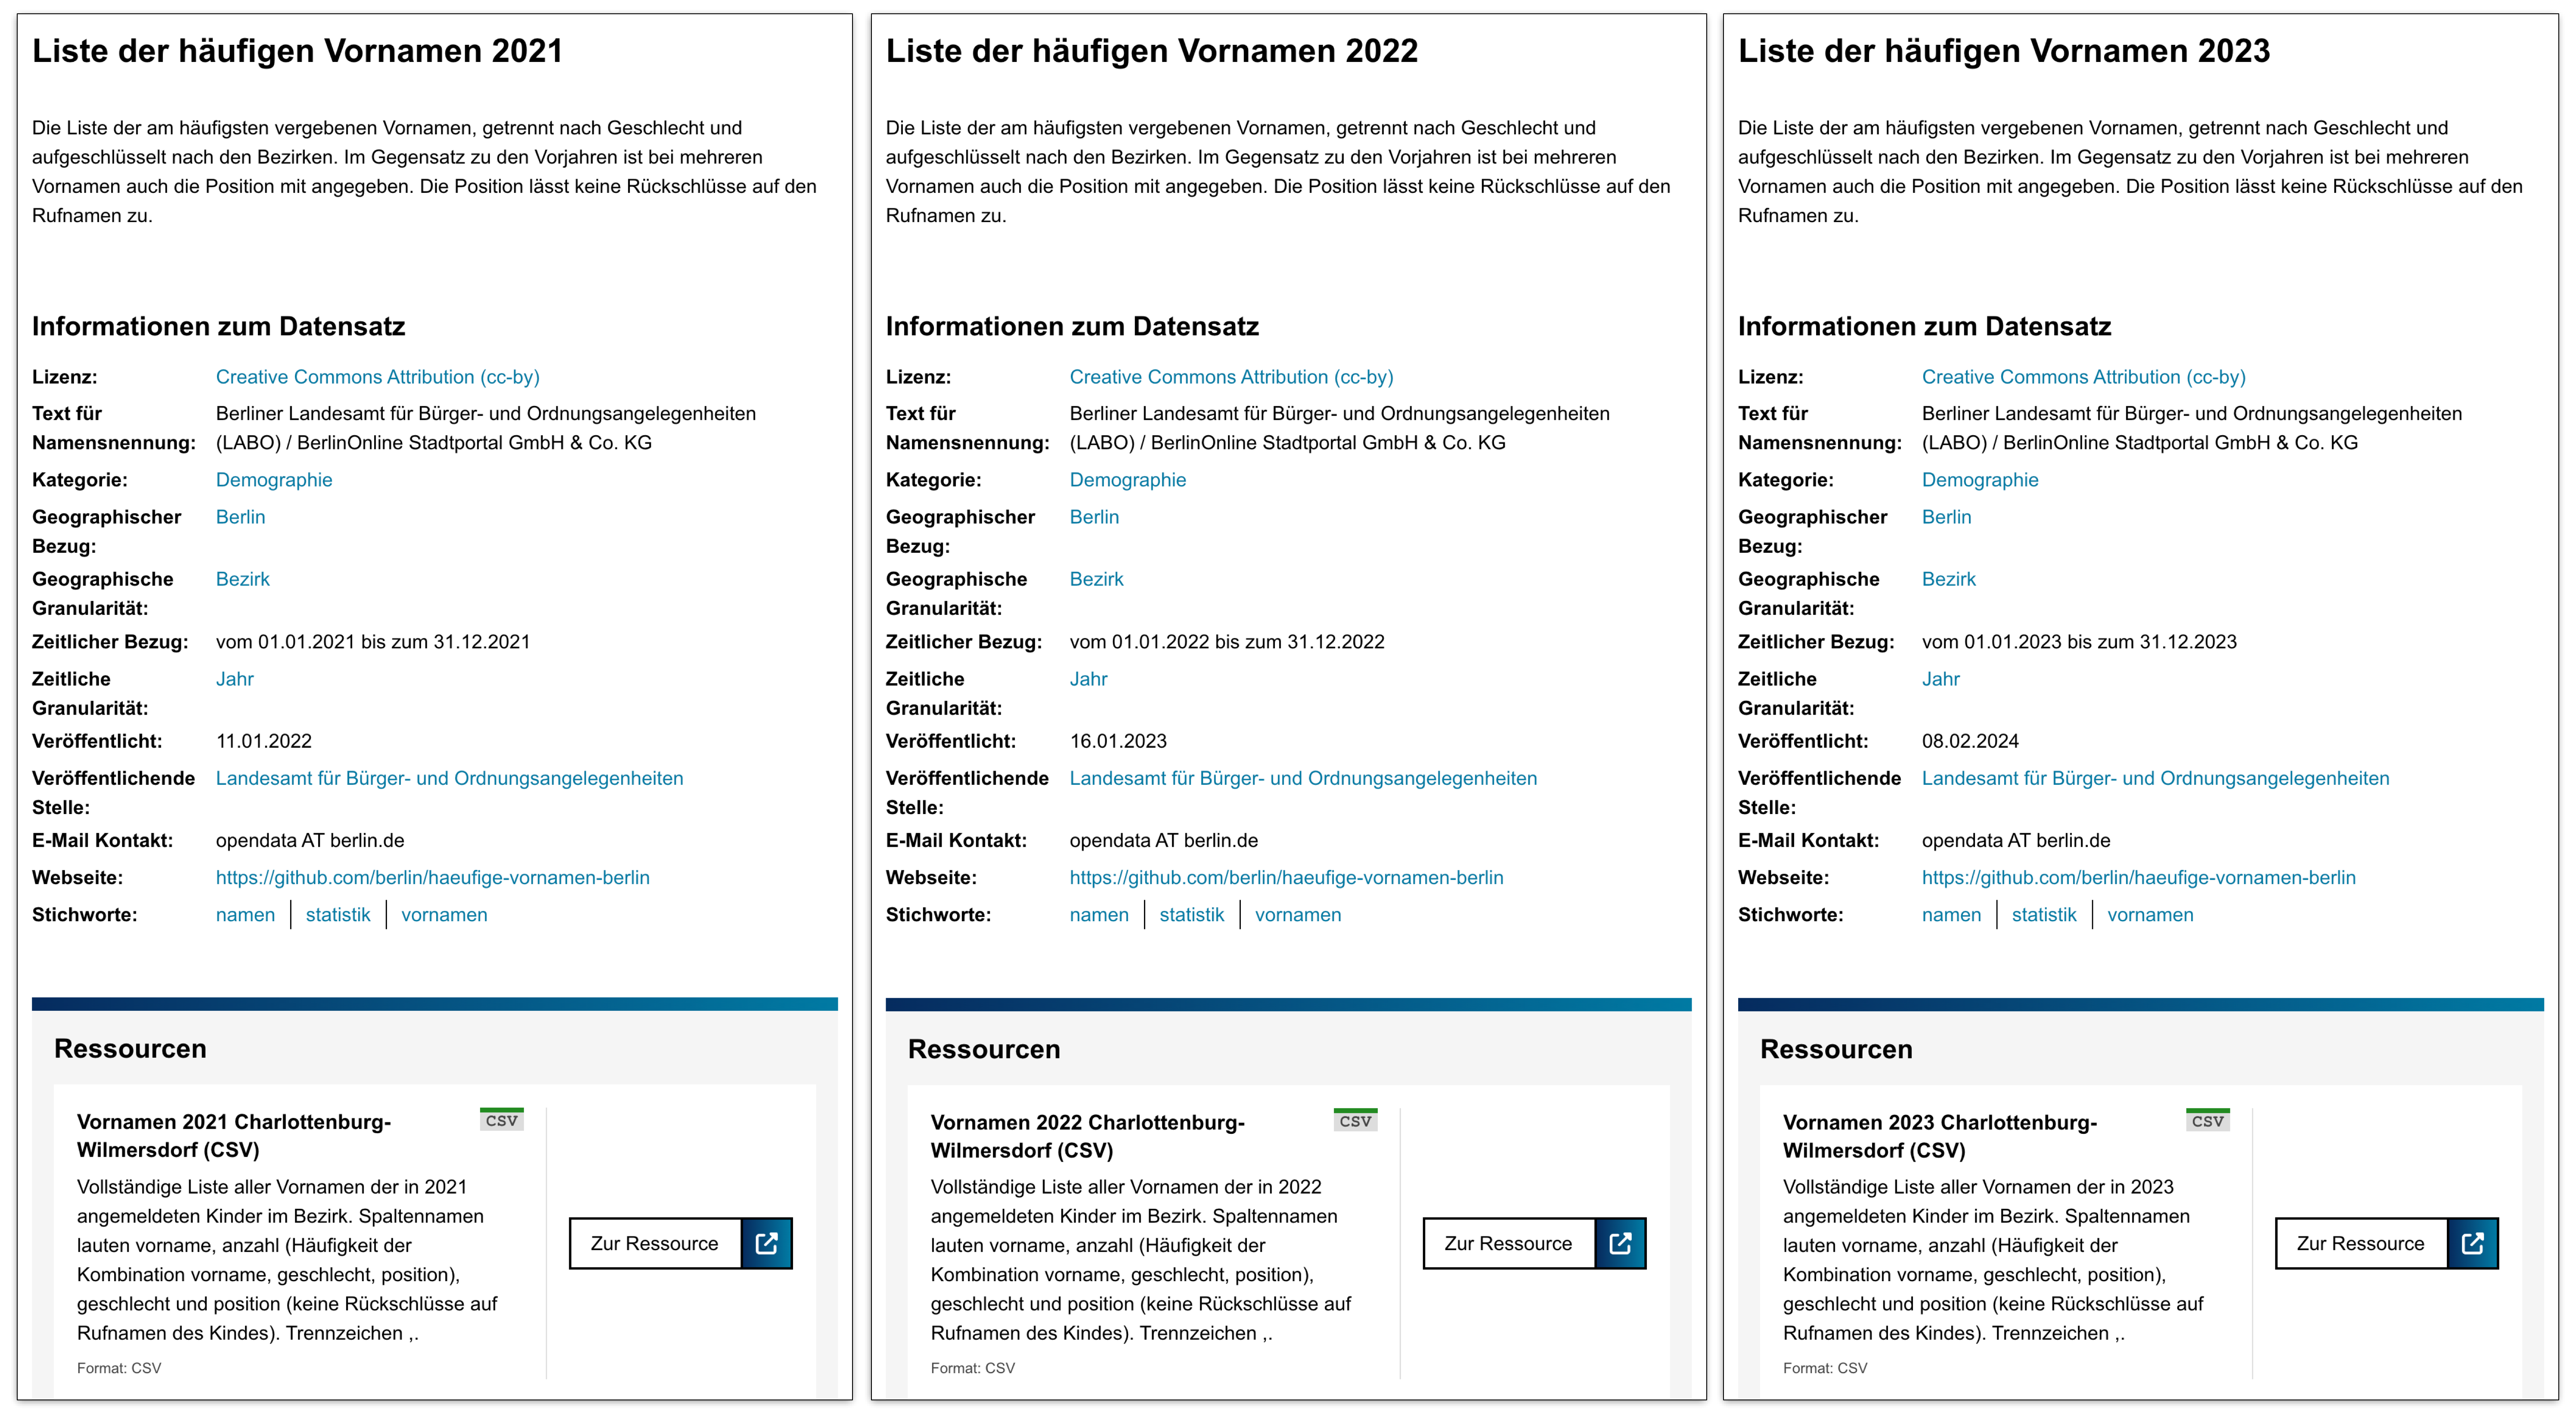 Liste der häufigen Vornamen 2021
Die Liste der am häufigsten vergebenen Vornamen, getrennt nach Geschlecht und
aufgeschlüsselt nach den Bezirken. Im Gegensatz zu den Vorjahren ist bei mehreren
Vornamen auch die Position mit angegeben. Die Position lässt keine Rückschlüsse auf den
Rufnamen zu.
Informationen zum Datensatz
Lizenz: Creative Commons Attribution (cc-by)
Text für Berliner Landesamt für Bürger- und Ordnungsangelegenheiten
Namensnennung: (LABO) / BerlinOnline Stadtportal GmbH & Co. KG
Kategorie: Demographie
Geographischer Berlin
Bezug:
Geographische Bezirk
Granularität:
Zeitlicher Bezug: vom 01.01.2021 bis zum 31.12.2021
Zeitliche Jahr
Granularität:
Veröffentlicht: 11.01.2022
Veröffentlichende Landesamt für Bürger- und Ordnungsangelegenheiten
Stelle:
E-Mail Kontakt: opendata AT berlin.de
Webseite: https://github.com/berlin/haeufige-vornamen-berlin
Stichworte: namen statistik vornamen
Ressourcen
Vornamen 2021 Charlottenburg- CSV
Wilmersdorf (CSV)
Vollständige Liste aller Vornamen der in 2021
angemeldeten Kinder im Bezirk. Spaltennamen
lauten vorname, anzahl (Häufigkeit der
Kombination vorname, geschlecht, position),
geschlecht und position (keine Rückschlüsse auf
Rufnamen des Kindes). Trennzeichen ,.
Format: CSV
Zur Ressource
Liste der häufigen Vornamen 2022
Die Liste der am häufigsten vergebenen Vornamen, getrennt nach Geschlecht und
aufgeschlüsselt nach den Bezirken. Im Gegensatz zu den Vorjahren ist bei mehreren
Vornamen auch die Position mit angegeben. Die Position lässt keine Rückschlüsse auf den
Rufnamen zu.
Informationen zum Datensatz
Lizenz: Creative Commons Attribution (cc-by)
Text für Berliner Landesamt für Bürger- und Ordnungsangelegenheiten
Namensnennung: (LABO) / BerlinOnline Stadtportal GmbH & Co. KG
Kategorie: Demographie
Geographischer Berlin
Bezug:
Geographische Bezirk
Granularität:
Zeitlicher Bezug: vom 01.01.2022 bis zum 31.12.2022
Zeitliche Jahr
Granularität:
Veröffentlicht: 16.01.2023
Veröffentlichende Landesamt für Bürger- und Ordnungsangelegenheiten
Stelle:
E-Mail Kontakt: opendata AT berlin.de
Webseite: https://github.com/berlin/haeufige-vornamen-berlin
Stichworte: namen statistik vornamen
Ressourcen
Vornamen 2022 Charlottenburg- CSV
Wilmersdorf (CSV)
Vollständige Liste aller Vornamen der in 2022
angemeldeten Kinder im Bezirk. Spaltennamen
lauten vorname, anzahl (Häufigkeit der
Kombination vorname, geschlecht, position),
geschlecht und position (keine Rückschlüsse auf
Rufnamen des Kindes). Trennzeichen ,.
Format: CSV
Zur Ressource
Liste der häufigen Vornamen 2023
Die Liste der am häufigsten vergebenen Vornamen, getrennt nach Geschlecht und
aufgeschlüsselt nach den Bezirken. Im Gegensatz zu den Vorjahren ist bei mehreren
Vornamen auch die Position mit angegeben. Die Position lässt keine Rückschlüsse auf den
Rufnamen zu.
Informationen zum Datensatz
Lizenz: Creative Commons Attribution (cc-by)
Text für Berliner Landesamt für Bürger- und Ordnungsangelegenheiten
Namensnennung: (LABO) / BerlinOnline Stadtportal GmbH & Co. KG
Kategorie: Demographie
Geographischer Berlin
Bezug:
Geographische Bezirk
Granularität:
Zeitlicher Bezug: vom 01.01.2023 bis zum 31.12.2023
Zeitliche Jahr
Granularität:
Veröffentlicht: 08.02.2024
Veröffentlichende Landesamt für Bürger- und Ordnungsangelegenheiten
Stelle:
E-Mail Kontakt: opendata AT berlin.de
Webseite: https://github.com/berlin/haeufige-vornamen-berlin
Stichworte: namen statistik vornamen
Ressourcen
Vornamen 2023 Charlottenburg- CSV
Wilmersdorf (CSV)
Vollständige Liste aller Vornamen der in 2023
angemeldeten Kinder im Bezirk. Spaltennamen
lauten vorname, anzahl (Häufigkeit der
Kombination vorname, geschlecht, position),
geschlecht und position (keine Rückschlüsse auf
Rufnamen des Kindes). Trennzeichen ,.
Format: CSV
Zur Ressource